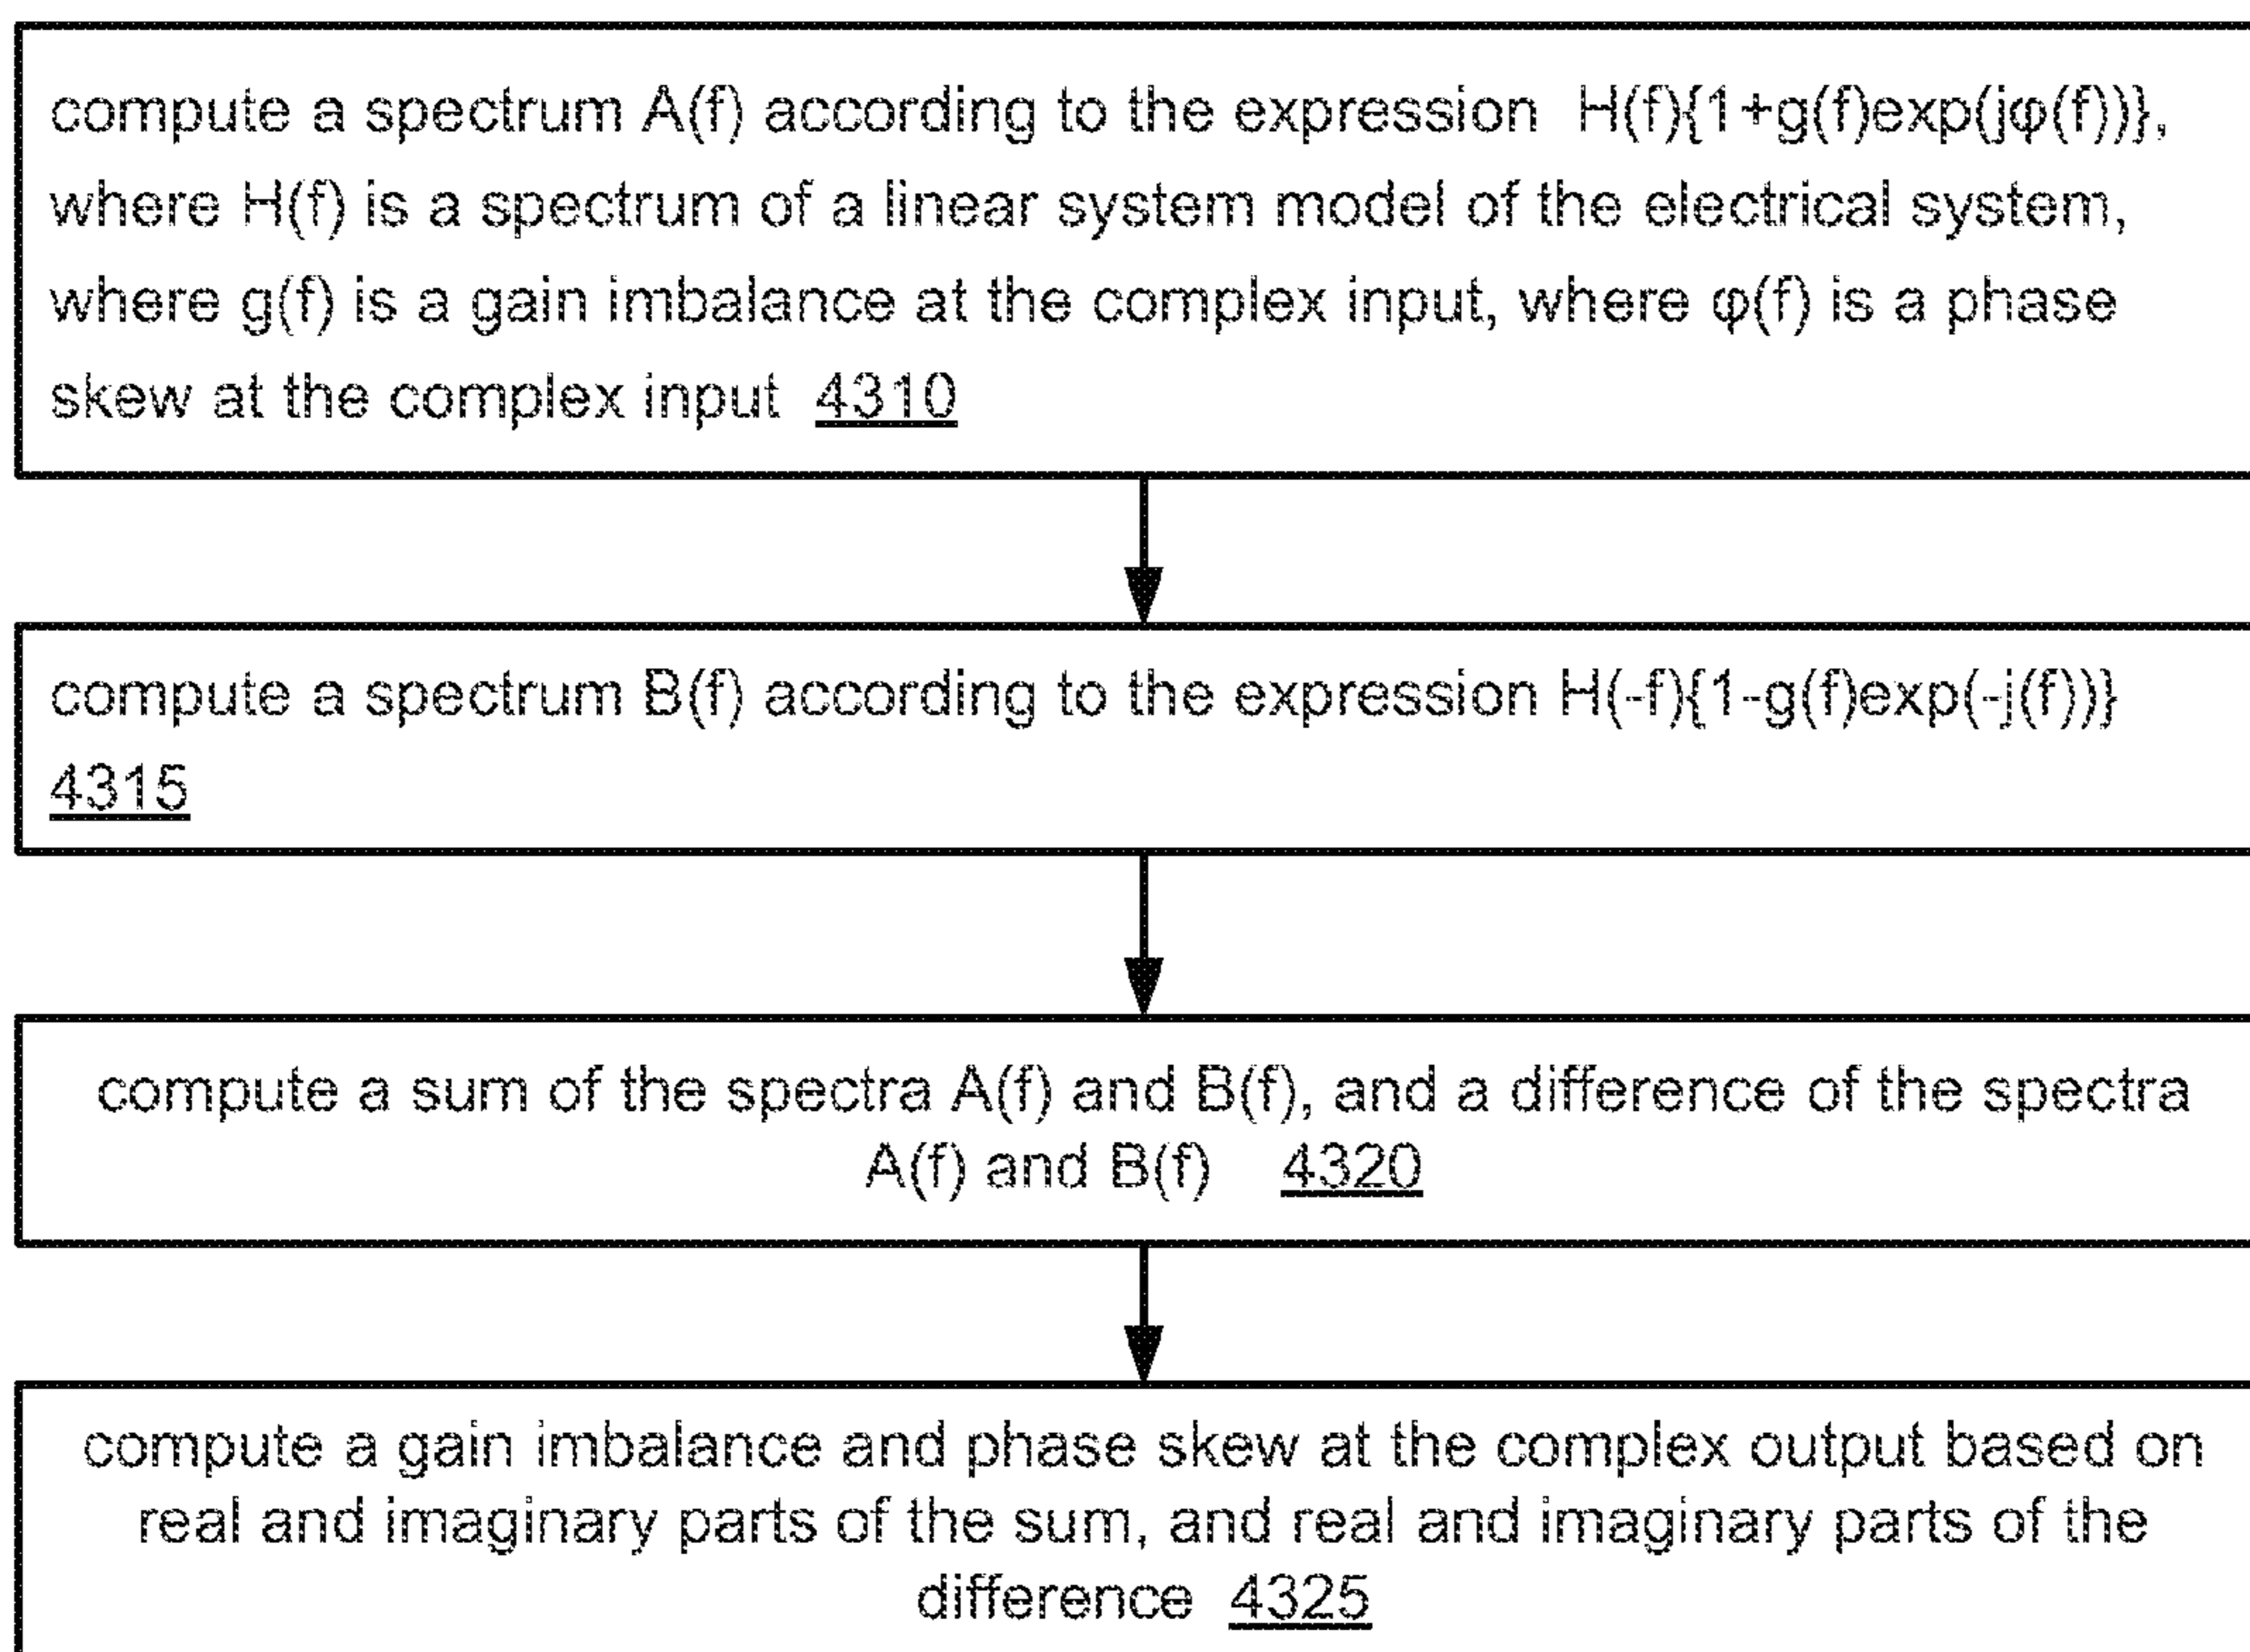 compute a spectrum A(f) according to the expression H(f){1+g(f)exp(jφ(f))},
where H(f) is a spectrum of a linear system model of the electrical system,
where g(f) is a gain imbalance at the complex input, where φ(f) is a phase
skew at the complex input 4310
compute a spectrum B(f) according to the expression H(-f){1-g(f)exp(-j(f))}
4315
compute a sum of the spectra A(f) and B(f), and a difference of the spectra
A(f) and B(f) 4320
compute a gain imbalance and phase skew at the complex output based on
real and imaginary parts of the sum, and real and imaginary parts of the
difference 4325